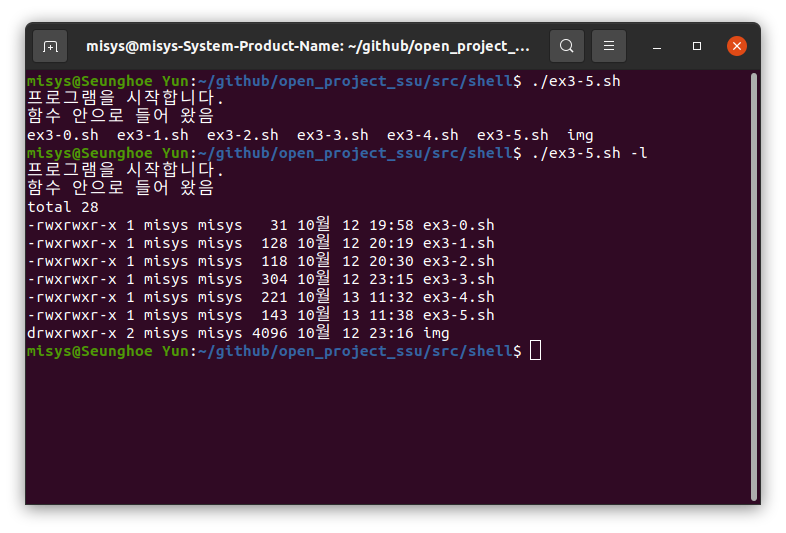 misys@misys-System-Product-Name: ~/github/open_project_...
misys@Seunghoe Yun:~/github/open_project_ssu/src/shell$ ./ex3-5.sh
프로그램을 시작합니다.
함수 안으로 들어 왔음
ex3-0.sh  ex3-1.sh  ex3-2.sh  ex3-3.sh  ex3-4.sh  ex3-5.sh  img
misys@Seunghoe Yun:~/github/open_project_ssu/src/shell$ ./ex3-5.sh -l
프로그램을 시작합니다.
함수 안으로 들어 왔음
total 28
-rwxrwxr-x 1 misys misys   31 10월 12 19:58 ex3-0.sh
-rwxrwxr-x 1 misys misys  128 10월 12 20:19 ex3-1.sh
-rwxrwxr-x 1 misys misys  118 10월 12 20:30 ex3-2.sh
-rwxrwxr-x 1 misys misys  304 10월 12 23:15 ex3-3.sh
-rwxrwxr-x 1 misys misys  221 10월 13 11:32 ex3-4.sh
-rwxrwxr-x 1 misys misys  143 10월 13 11:38 ex3-5.sh
drwxrwxr-x 2 misys misys 4096 10월 12 23:16 img
misys@Seunghoe Yun:~/github/open_project_ssu/src/shell$